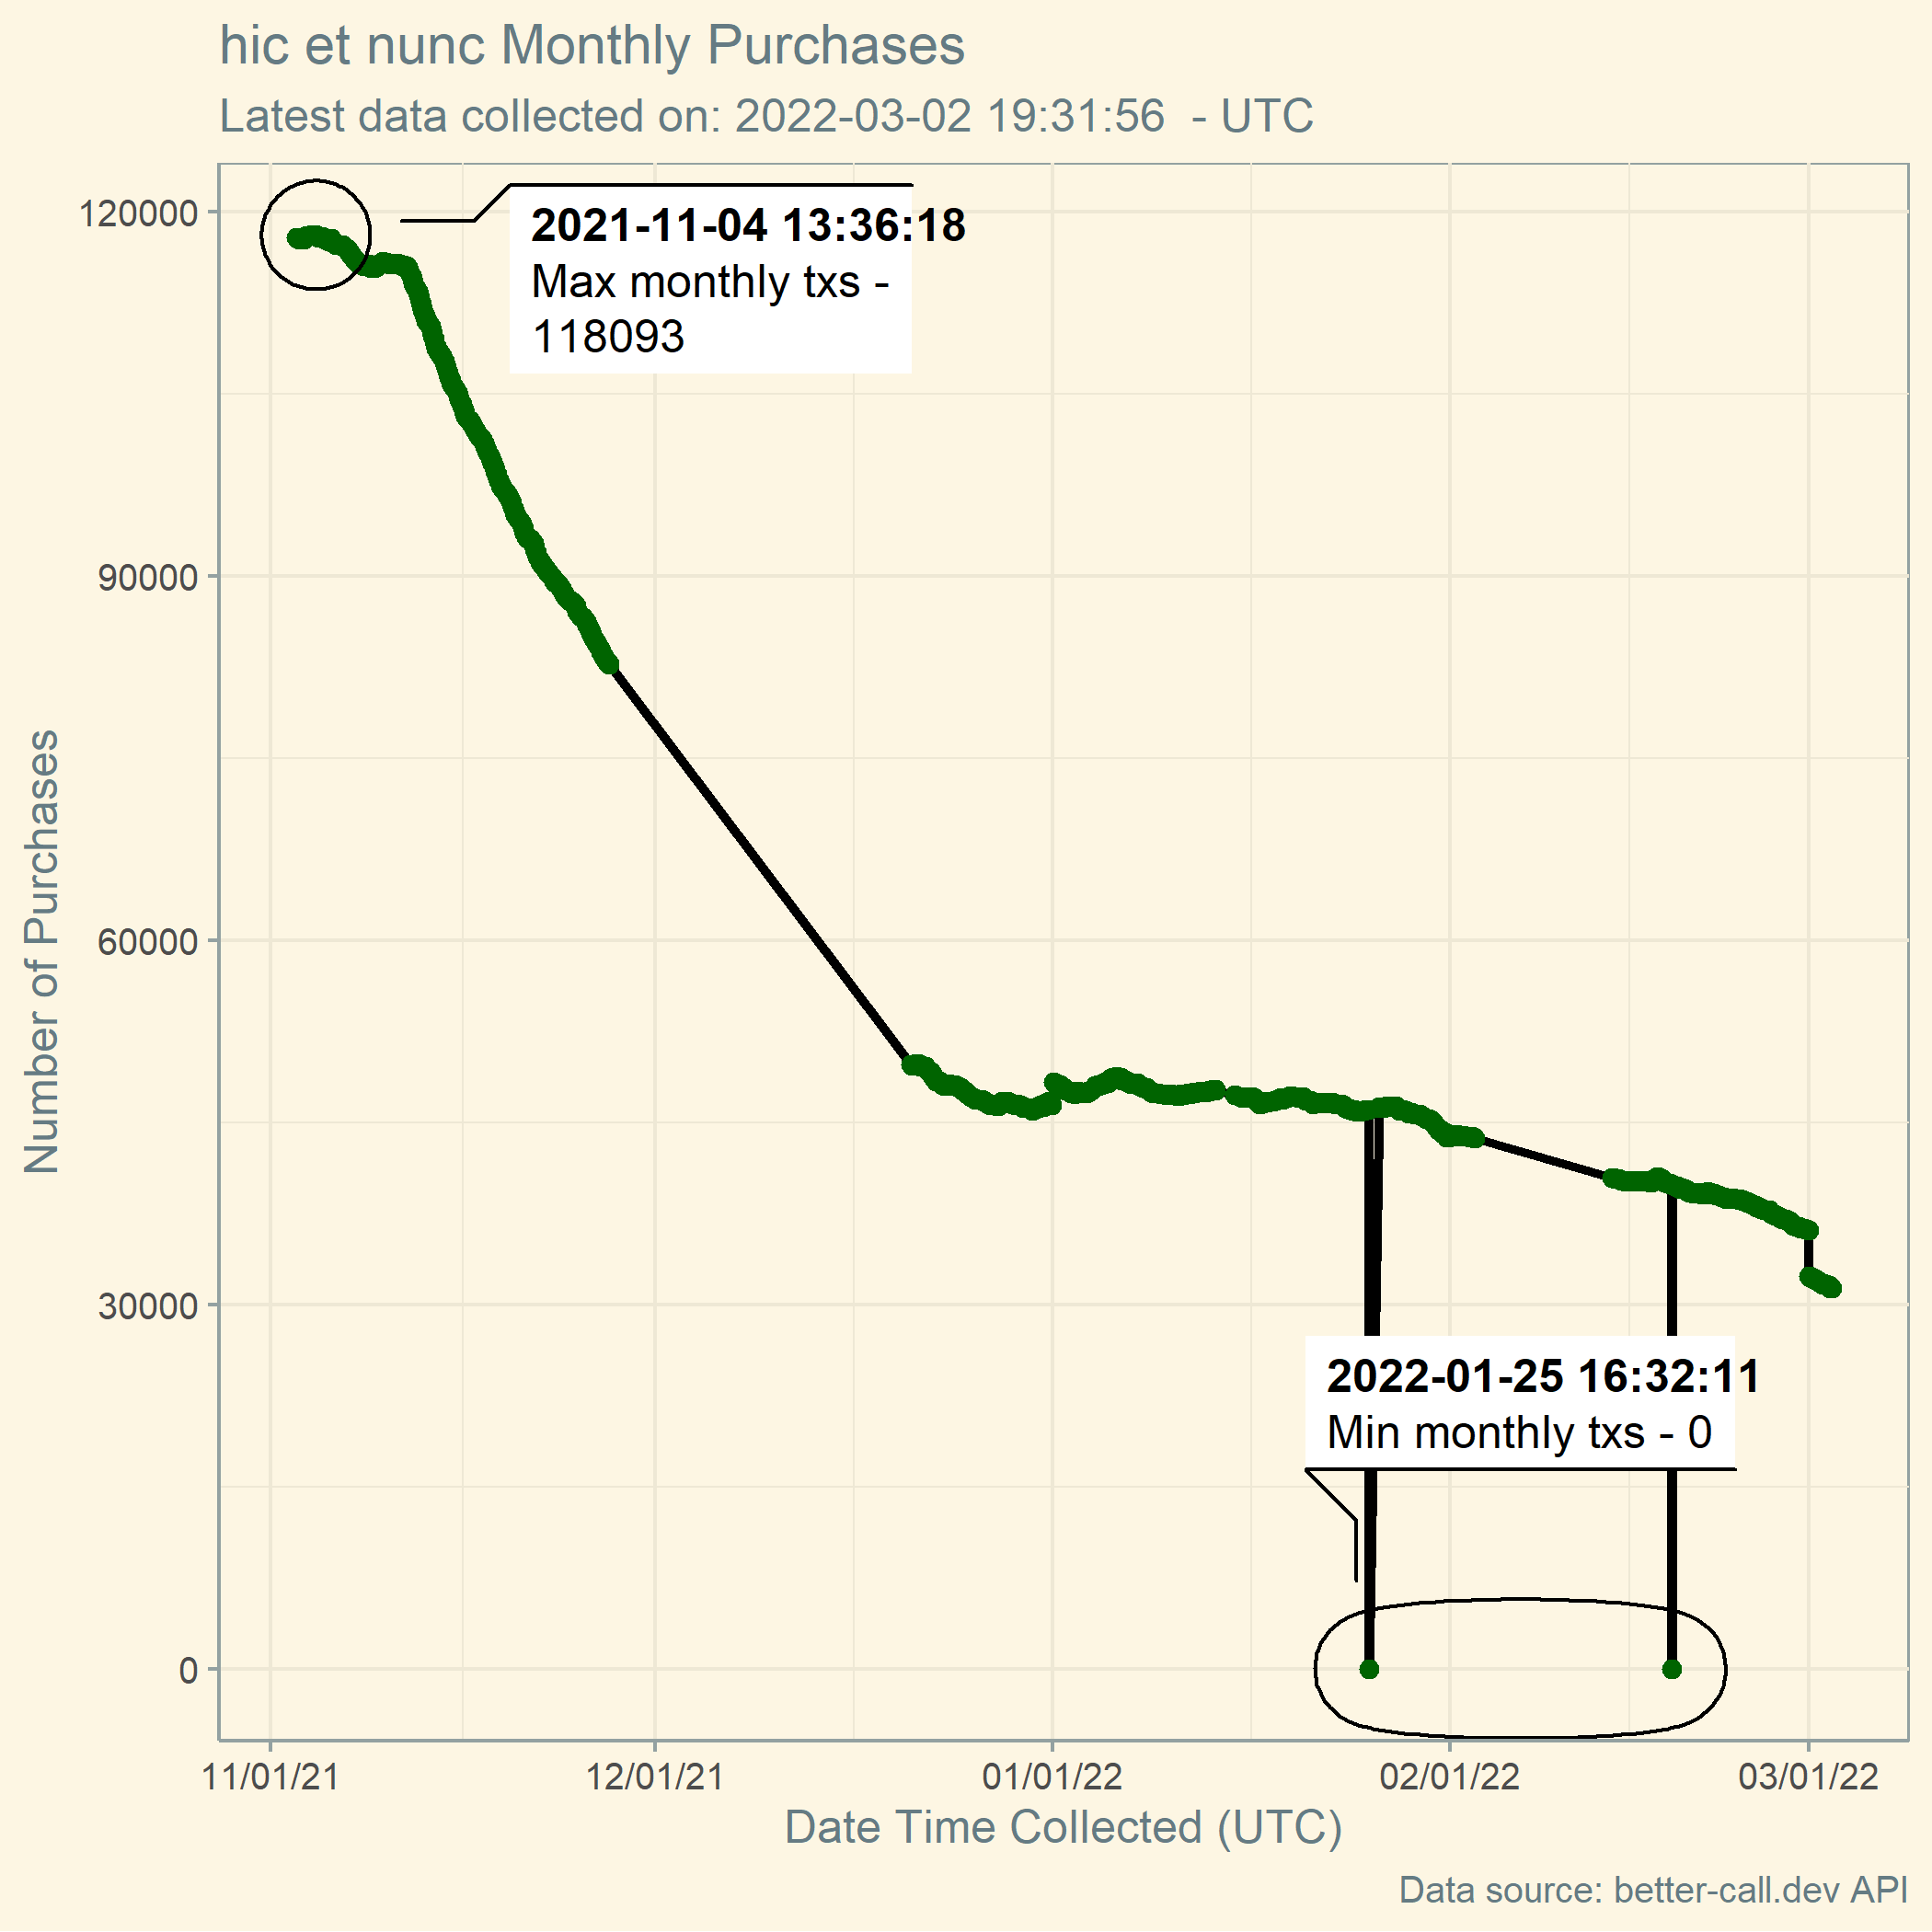 hic et nunc Monthly Purchases
Latest data collected on: 2022-03-02 19:31:56  - UTC
120000
90000
60000
30000
0
Number of Purchases
2021-11-04 13:36:18
Max monthly txs -
118093
2022-01-25 16:32:11
Min monthly txs - 0
11/01/21
12/01/21
01/01/22
02/01/22
03/01/22
Date Time Collected (UTC)
Data source: better-call.dev API